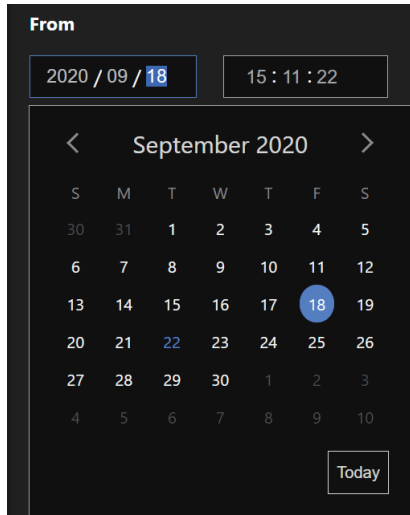 From
2020 / 09 / 18 15 : 11 : 22
September 2020
S M T W T F S
30 31 1 2 3 4 5
6 7 8 9 10 11 12
13 14 15 16 17 18 19
20 21 22 23 24 25 26
27 28 29 30 1 2 3
4 5 6 7 8 9 10
Today